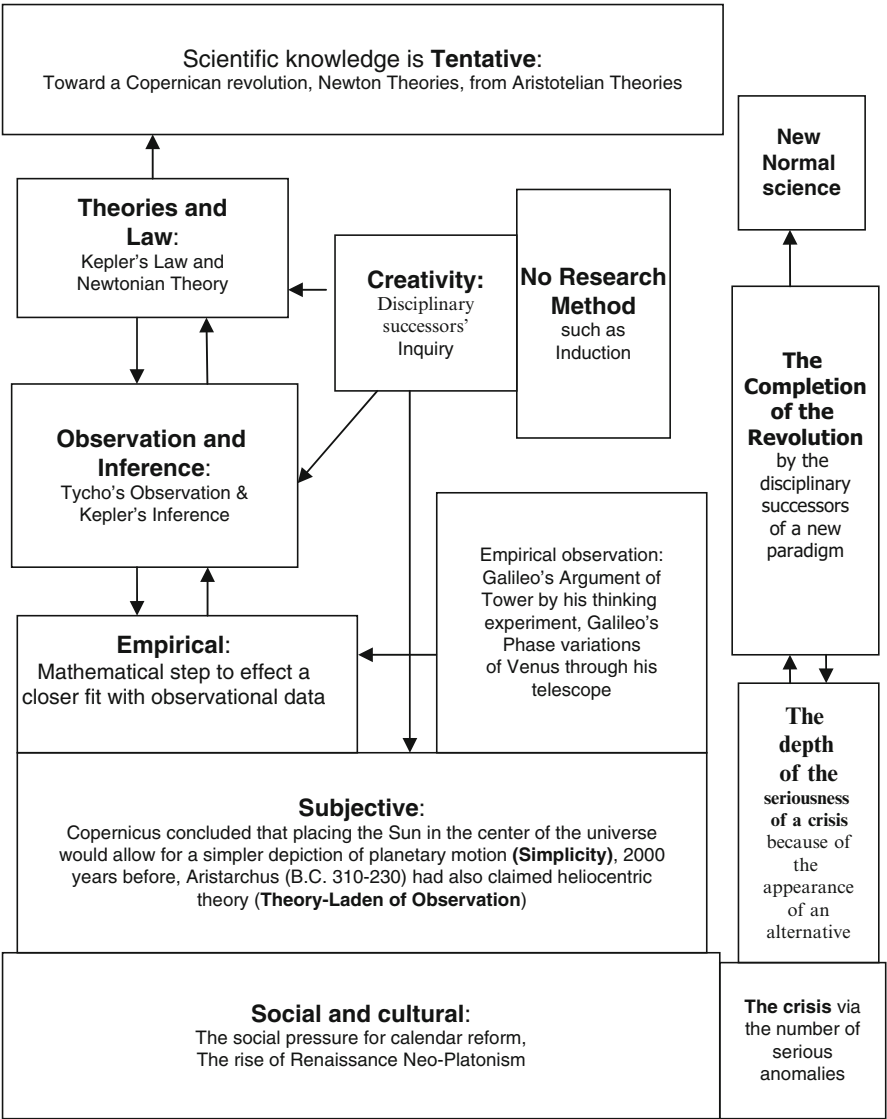 Scientific knowledge is Tentative:
Toward a Copernican revolution, Newton Theories, from Aristotelian Theories
New
Normal
science
Theories and
Law:
Kepler's Law and
Newtonian Theory
Creativity:
Disciplinary
successors'
Inquiry
No Research
Method
such as
Induction
The
Completion
of the
Revolution
by the
disciplinary
successors
of a new
paradigm
Observation and
Inference:
Tycho's Observation &
Kepler's Inference
Empirical observation:
Galileo's Argument of
Tower by his thinking
experiment, Galileo's
Phase variations
of Venus through his
telescope
Empirical:
Mathematical step to effect a
closer fit with observational data
The
depth
of the
seriousness
of a crisis
because of
the
appearance
of an
alternative
Subjective:
Copernicus concluded that placing the Sun in the center of the universe
would allow for a simpler depiction of planetary motion (Simplicity), 2000
years before, Aristarchus (B.C. 310-230) had also claimed heliocentric
theory (Theory-Laden of Observation)
Social and cultural:
The social pressure for calendar reform,
The rise of Renaissance Neo-Platonism
The crisis via
the number of
serious
anomalies